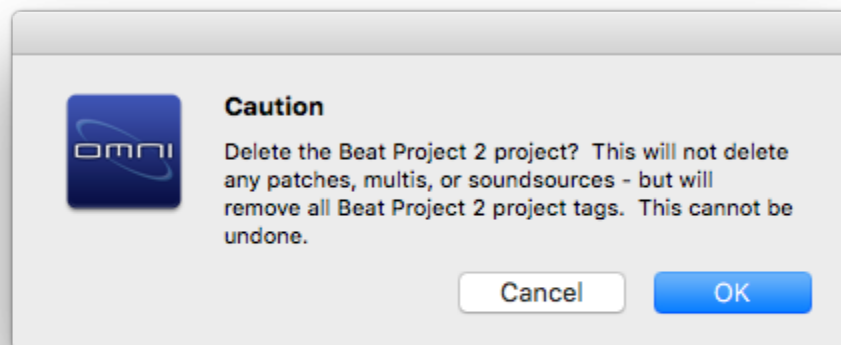 Caution
OMNI
Delete the Beat Project 2 project?  This will not delete
any patches, multis, or soundsources - but will
remove all Beat Project 2 project tags.  This cannot be
undone.
Cancel
OK